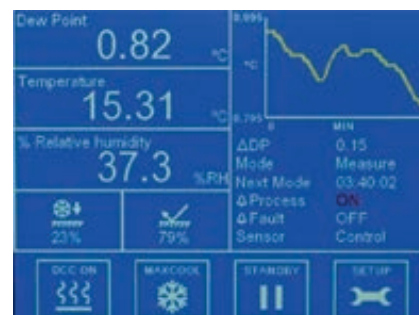 Dew Point
0.82 °C
Temperature
15.31 °C
% Relative humidity
37.3 %RH
23%
79%
0.995
°C
0.795
0
MIN
ΔDP 0.15
Mode Measure
Next Mode 03:40:02
Process ON
Fault OFF
Sensor Control
DCC ON
MAXCOOL
STANDBY
SETUP